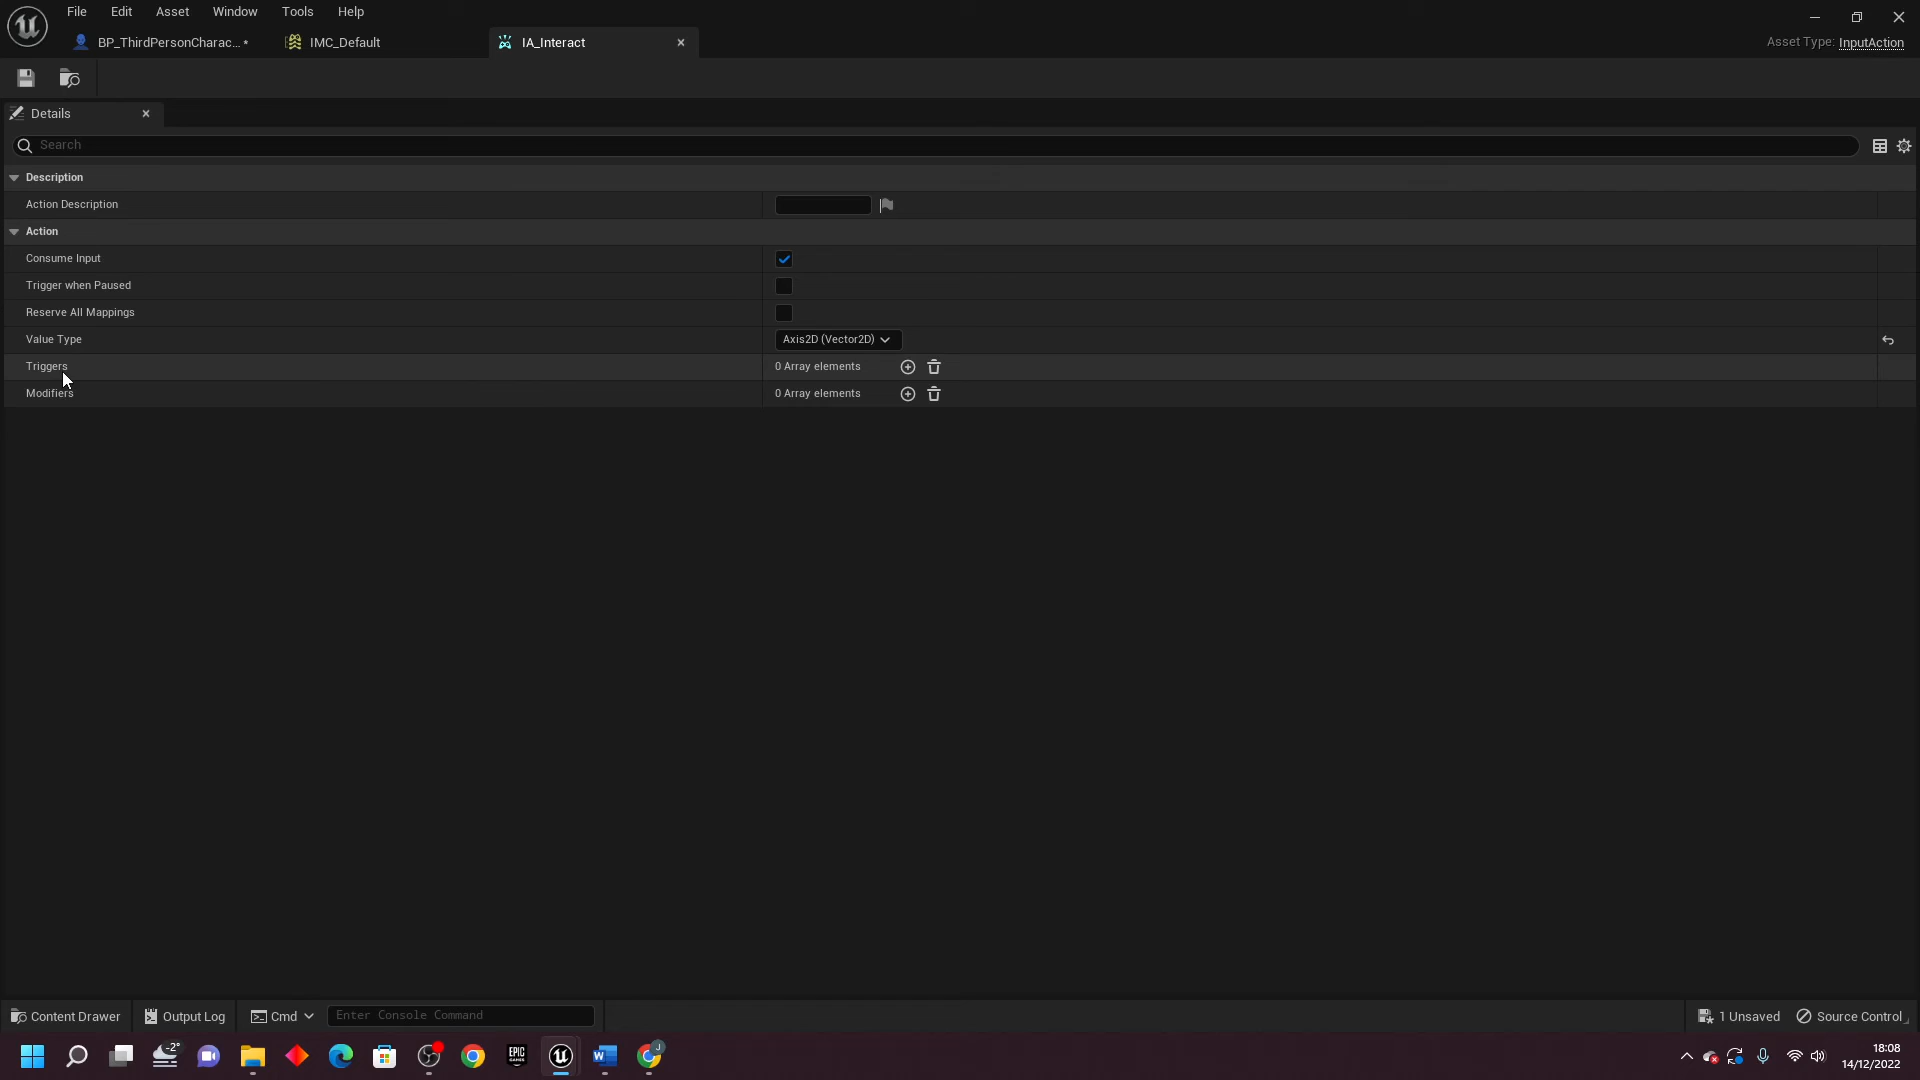 File Edit Asset Window Tools Help
BP_ThirdPersonCharac... •
IMC_Default
IA_Interact
Asset Type: InputAction
Details
Search
Description
Action Description
Action
Consume Input
Trigger when Paused
Reserve All Mappings
Value Type
Axis2D (Vector2D)
Triggers
0 Array elements
Modifiers
0 Array elements
Content Drawer
Output Log
Cmd
Enter Console Command
1 Unsaved
Source Control
-2°
EPIC
GAMES
W
J
18:08
14/12/2022